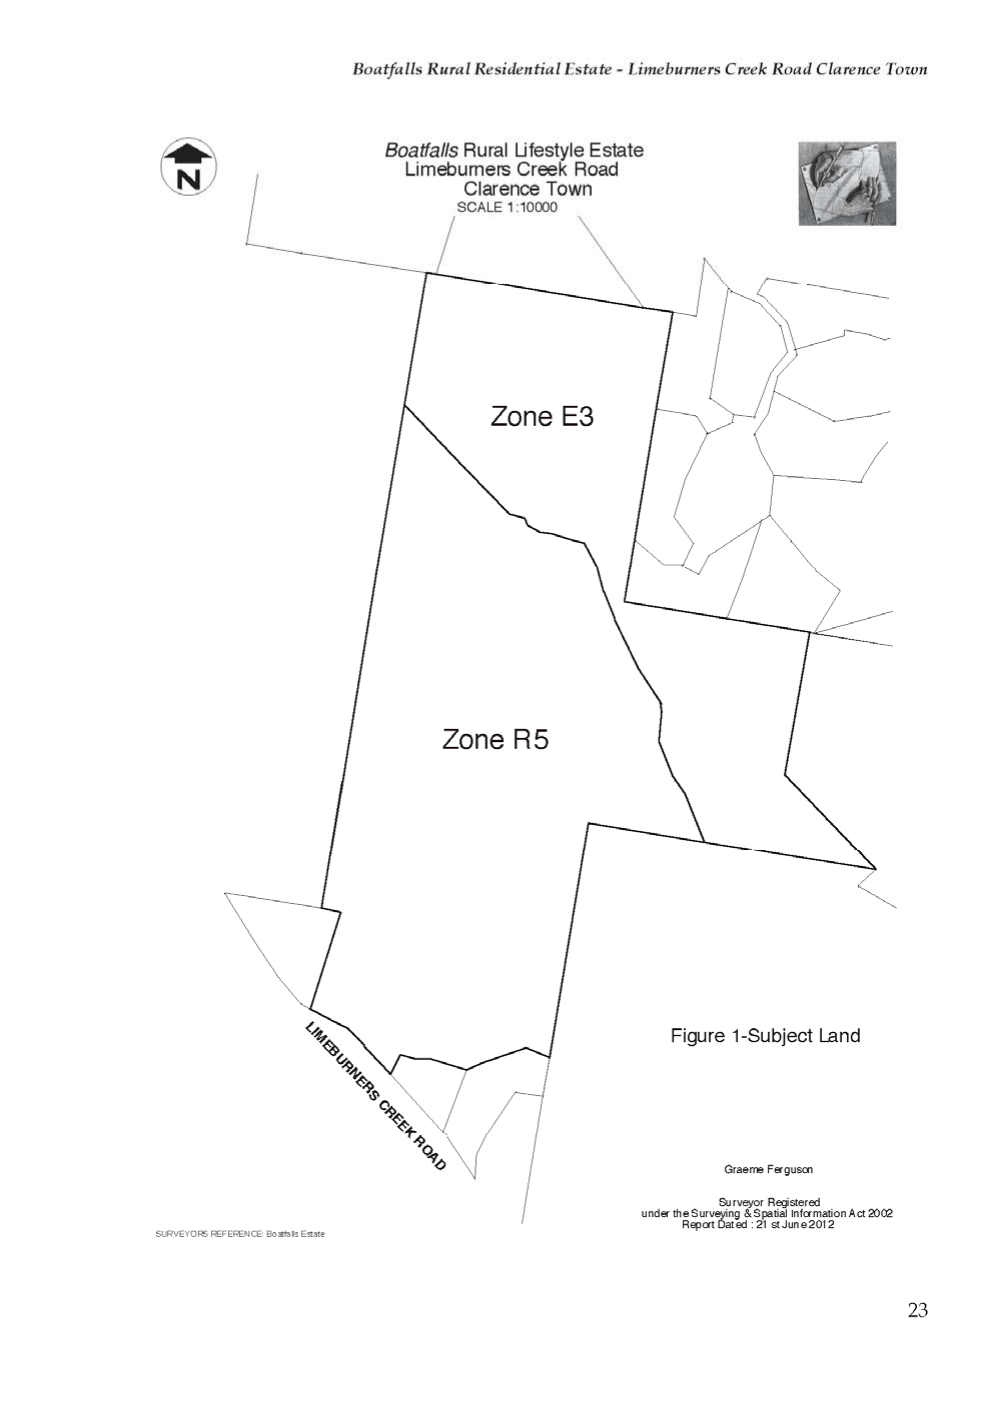 Boatfalls Rural Residential Estate - Limeburners Creek Road Clarence Town
N
Boatfalls Rural Lifestyle Estate
Limeburners Creek Road
Clarence Town
SCALE 1:10000
Zone E3
Zone R5
Figure 1-Subject Land
LIMEBURNERS CREEK ROAD
Graeme Ferguson
Surveyor Registered
under the Surveying & Spatial Information Act 2002
Report Dated : 21 st June 2012
SURVEYORS REFERENCE: Boatfalls Estate
23